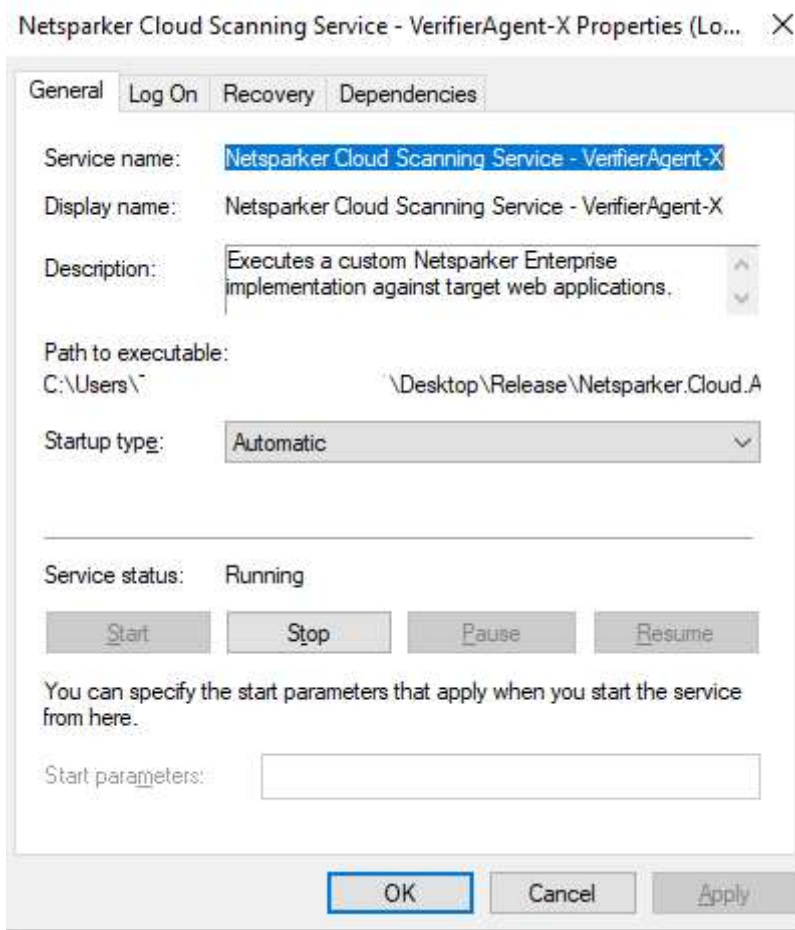 Netsparker Cloud Scanning Service - VerifierAgent-X Properties (Lo...
General Log On Recovery Dependencies
Service name: Netsparker Cloud Scanning Service - VerifierAgent-X
Display name: Netsparker Cloud Scanning Service - VerifierAgent-X
Description: Executes a custom Netsparker Enterprise
implementation against target web applications.
Path to executable:
C:\Users\ \Desktop\Release\Netsparker.Cloud.A
Startup type: Automatic
Service status: Running
Start Stop Pause Resume
You can specify the start parameters that apply when you start the service
from here.
Start parameters:
OK Cancel Apply